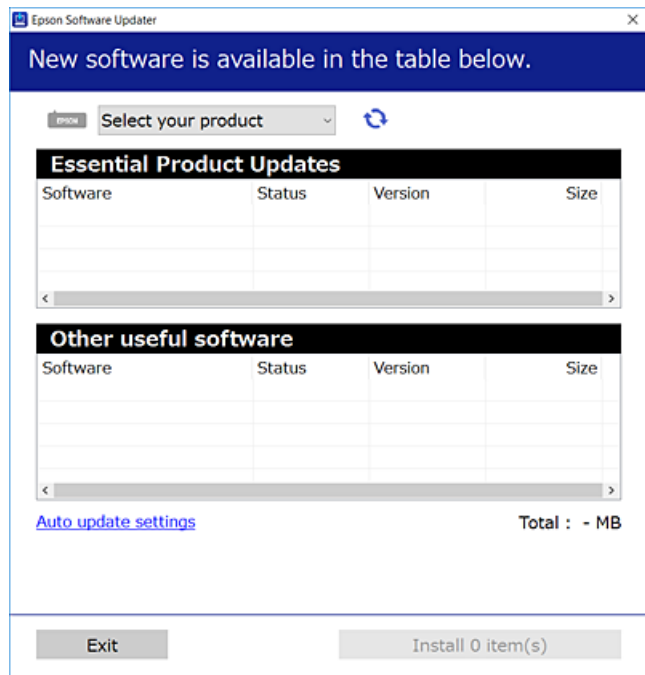 Epson Software Updater
New software is available in the table below.
EPSON Select your product
Essential Product Updates
Software Status Version Size
Other useful software
Software Status Version Size
Auto update settings Total : - MB
Exit Install 0 item(s)